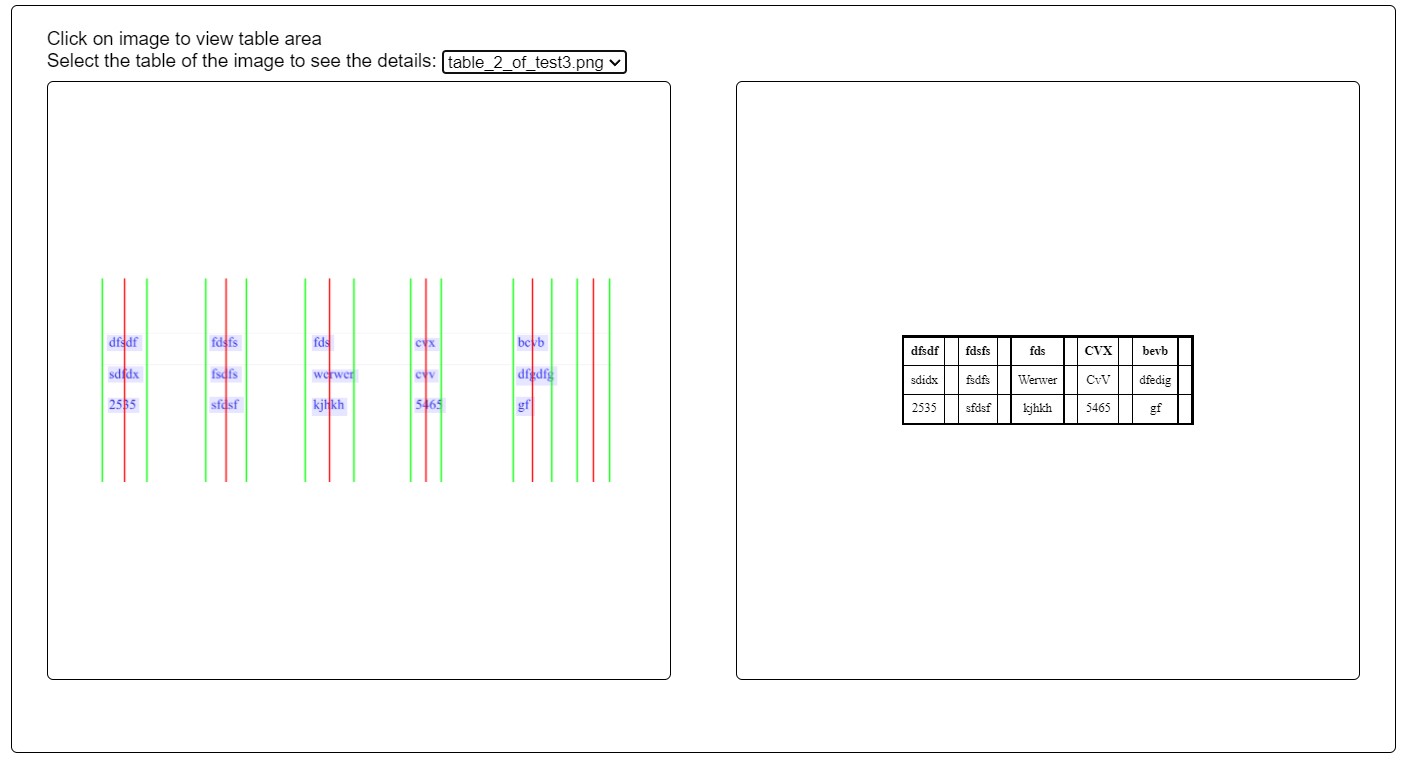 Click on image to view table area
Select the table of the image to see the details: table_2_of_test3.png
dfsdf fdsfs fds cvx bcvb
sdfdx fsdfs werwer cvv dfgdfg
2535 sfdsf kjhkh 5465 gf
dfsdf fdsfs fds CVX bevb
sdidx fsdfs Werwer CvV dfedig
2535 sfdsf kjhkh 5465 gf